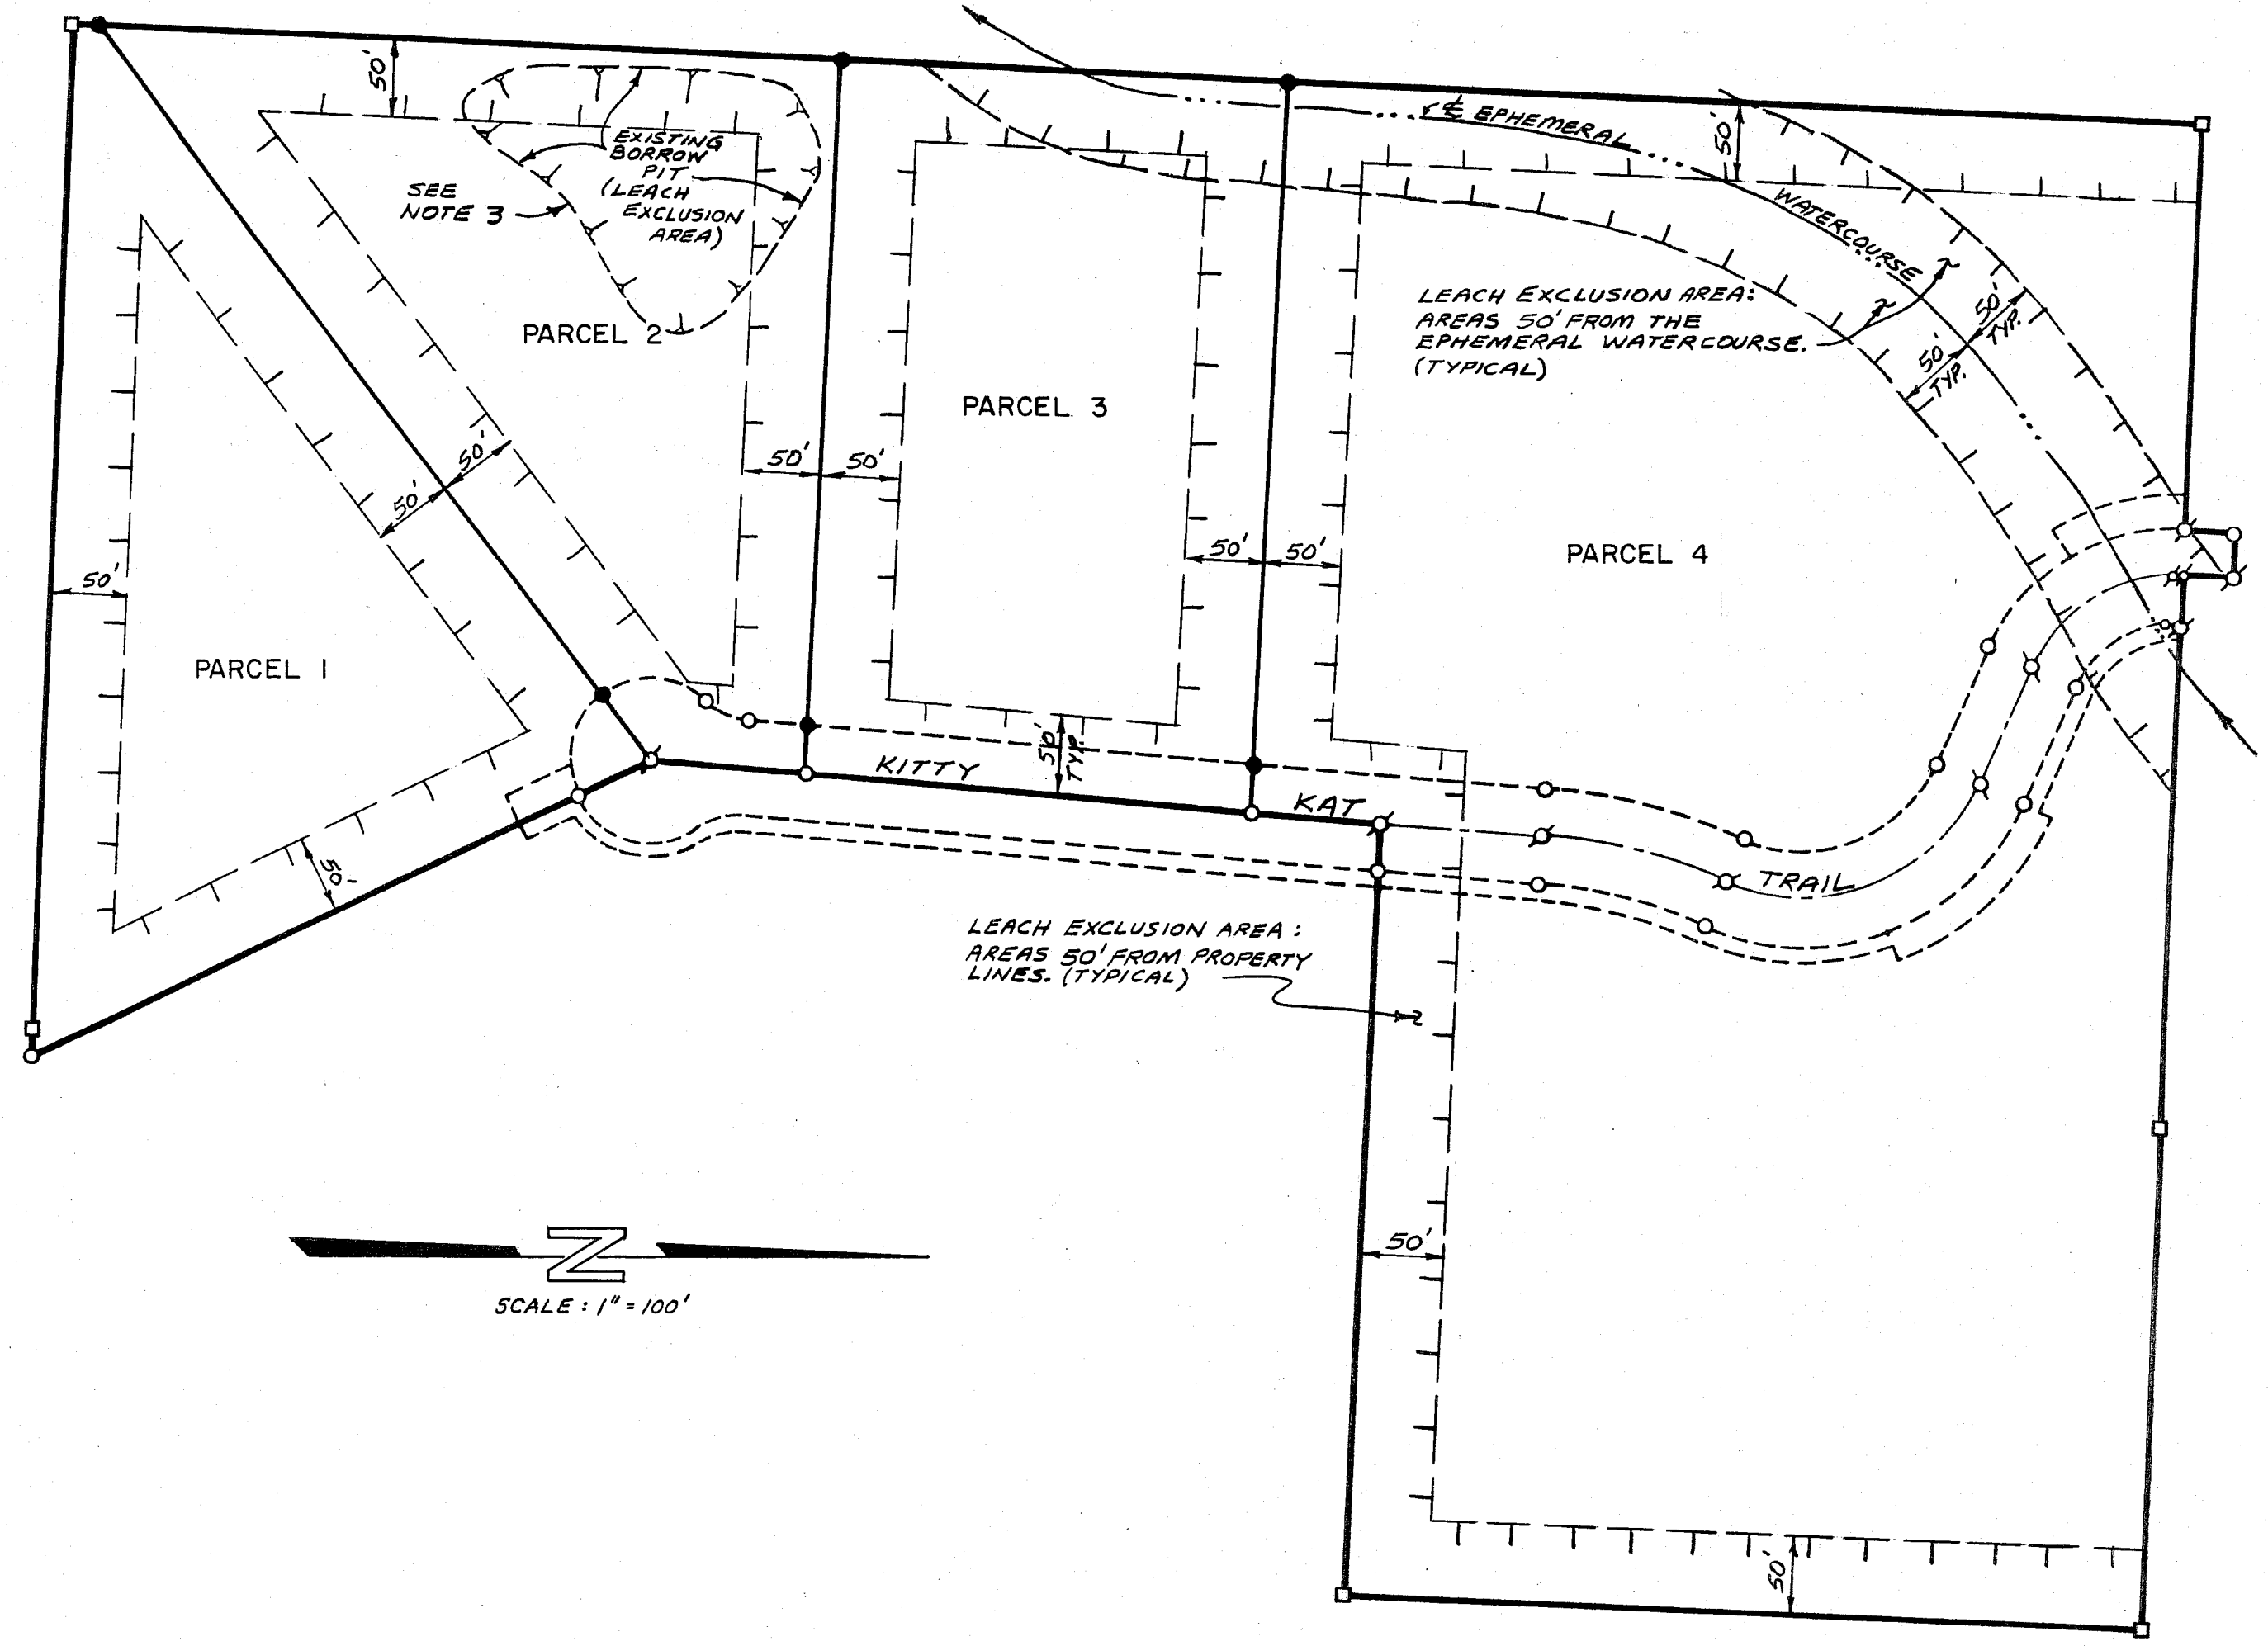 50'
EXISTING
BORROW
PIT
(LEACH
EXCLUSION
AREA)
SEE
NOTE 3
PARCEL 2
℄ EPHEMERAL
WATERCOURSE
50'
LEACH EXCLUSION AREA:
AREAS 50' FROM THE
EPHEMERAL WATERCOURSE.
(TYPICAL)
50'
TYP.
50'
TYP.
PARCEL 3
50'
50'
50'
50'
50'
50'
PARCEL 4
50'
PARCEL 1
50'
TYP.
KITTY
KAT
TRAIL
50'
LEACH EXCLUSION AREA:
AREAS 50' FROM PROPERTY
LINES. (TYPICAL)
N
SCALE: 1" = 100'
50'
50'